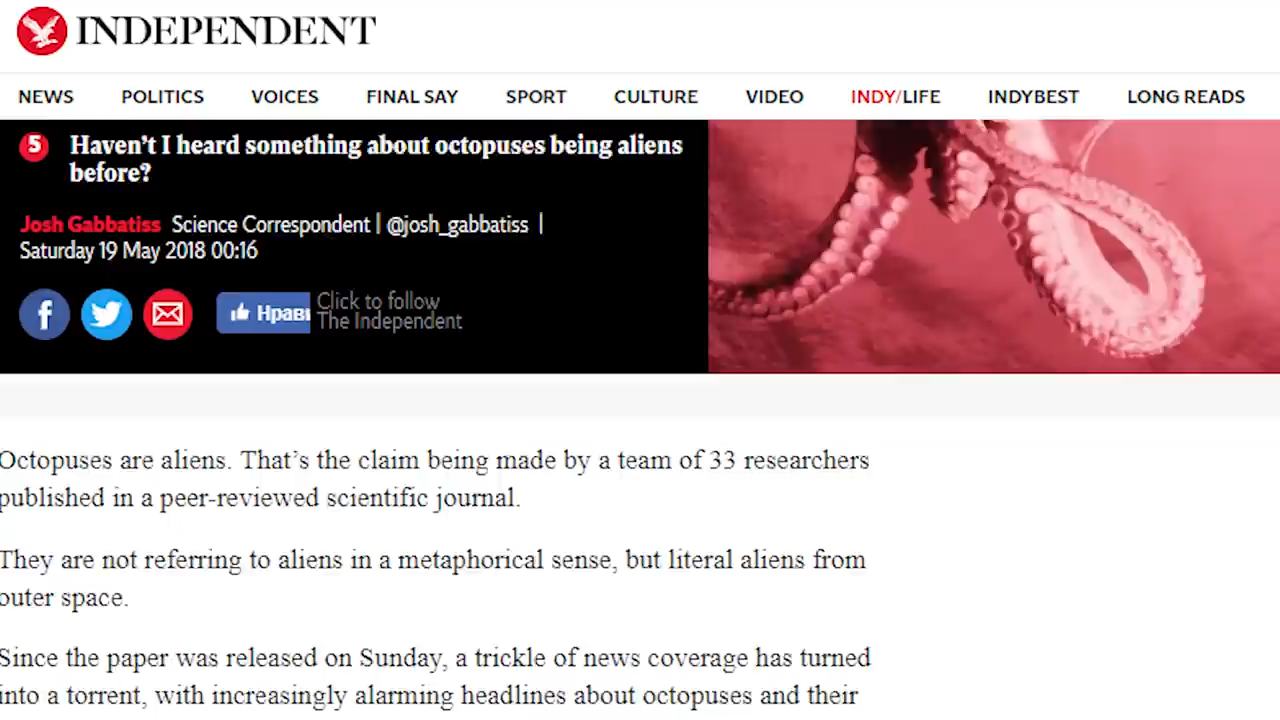 INDEPENDENT
NEWS POLITICS VOICES FINAL SAY SPORT CULTURE VIDEO INDY/LIFE INDYBEST LONG READS
5 Haven't I heard something about octopuses being aliens
before?
Josh Gabbatiss Science Correspondent | @josh_gabbatiss |
Saturday 19 May 2018 00:16
Нрави Click to follow
The Independent
Octopuses are aliens. That's the claim being made by a team of 33 researchers
published in a peer-reviewed scientific journal.
They are not referring to aliens in a metaphorical sense, but literal aliens from
outer space.
Since the paper was released on Sunday, a trickle of news coverage has turned
into a torrent, with increasingly alarming headlines about octopuses and their